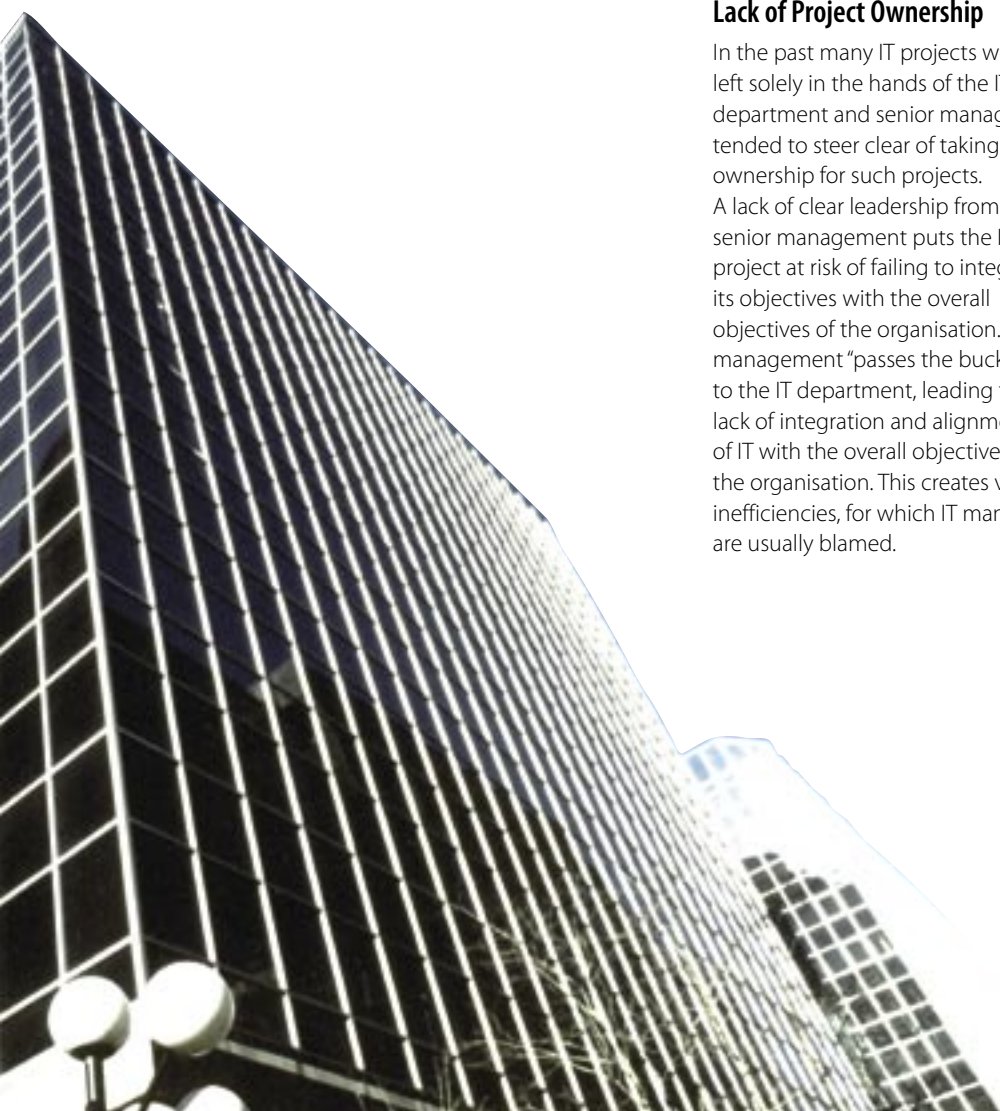 Lack of Project Ownership
In the past many IT projects
left solely in the hands of the
department and senior
tended to steer clear of taking
ownership for such projects.
A lack of clear leadership from
senior management puts the
project at risk of failing to
its objectives with the overall
objectives of the organisation.
management “passes the buck
to the IT department, leading
lack of integration and
of IT with the overall
the organisation. This creates
inefficiencies, for which IT
are usually blamed.